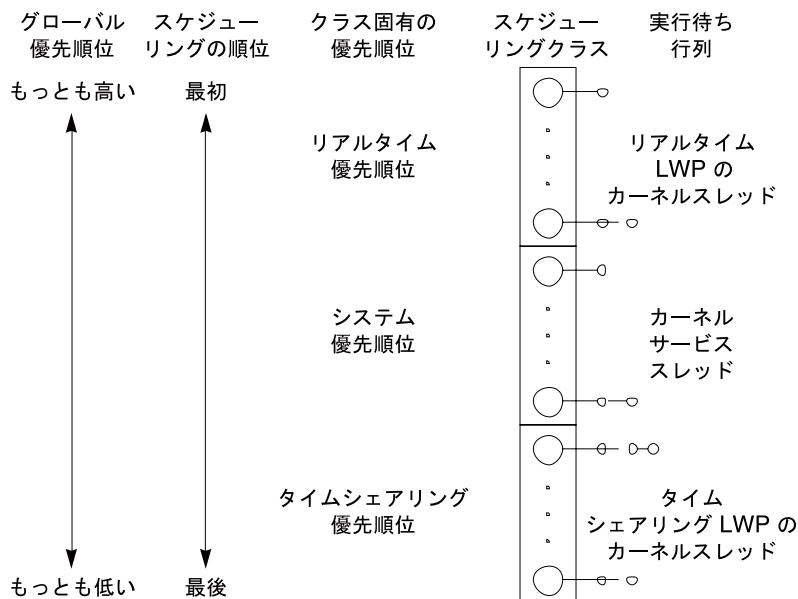 グローバル
優先順位
スケジュー
リングの順位
クラス固有の
優先順位
スケジュー
リングクラス
実行待ち
行列
もっとも高い
最初
リアルタイム
優先順位
リアルタイム
LWP の
カーネルスレッド
システム
優先順位
カーネル
サービス
スレッド
タイムシェアリング
優先順位
タイム
シェアリング LWP の
カーネルスレッド
もっとも低い
最後